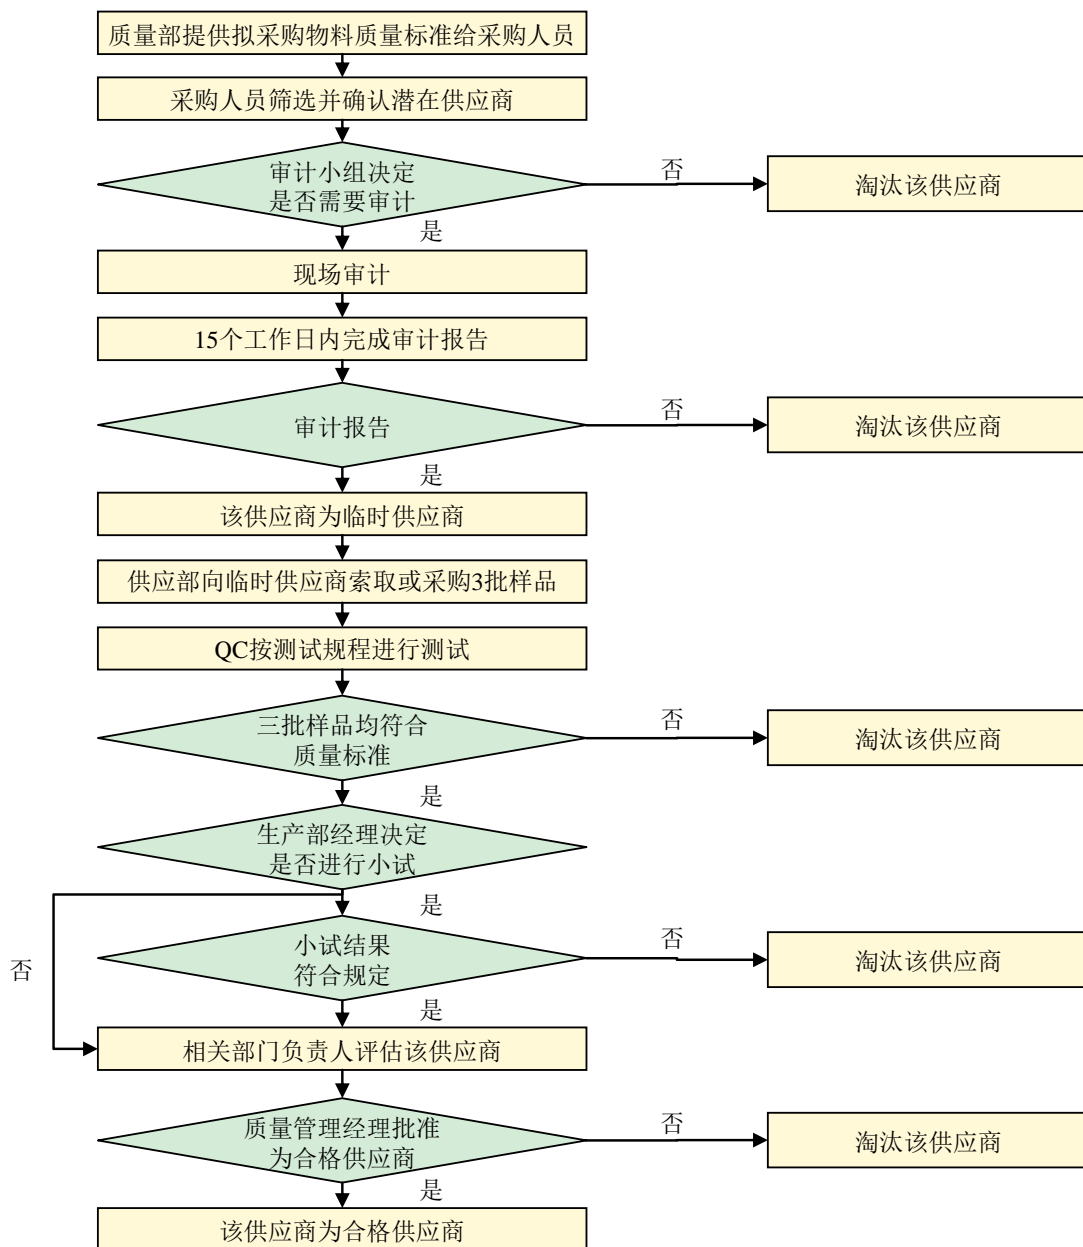 质量部提供拟采购物料质量标准给采购人员
采购人员筛选并确认潜在供应商
审计小组决定
是否需要审计
否
淘汰该供应商
是
现场审计
15个工作日内完成审计报告
审计报告
否
淘汰该供应商
是
该供应商为临时供应商
供应部向临时供应商索取或采购3批样品
QC按测试规程进行测试
三批样品均符合
质量标准
否
淘汰该供应商
是
生产部经理决定
是否进行小试
是
否
小试结果
符合规定
否
淘汰该供应商
是
相关部门负责人评估该供应商
质量管理经理批准
为合格供应商
否
淘汰该供应商
是
该供应商为合格供应商